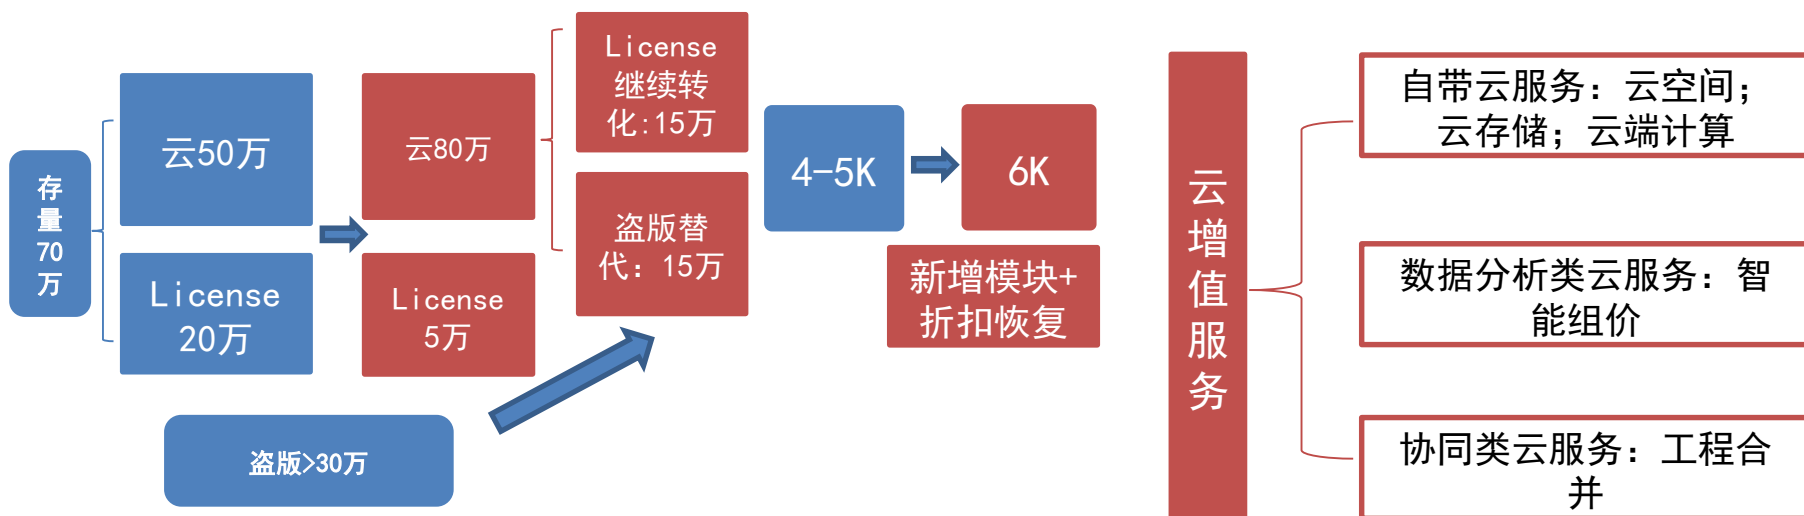 存
量
70
万
云50万
License
20万
云80万
License
5万
License
继续转
化:15万
盗版替
代：15万
盗版>30万
4-5K
6K
新增模块+
折扣恢复
云
增
值
服
务
自带云服务：云空间；
云存储；云端计算
数据分析类云服务：智
能组价
协同类云服务：工程合
并